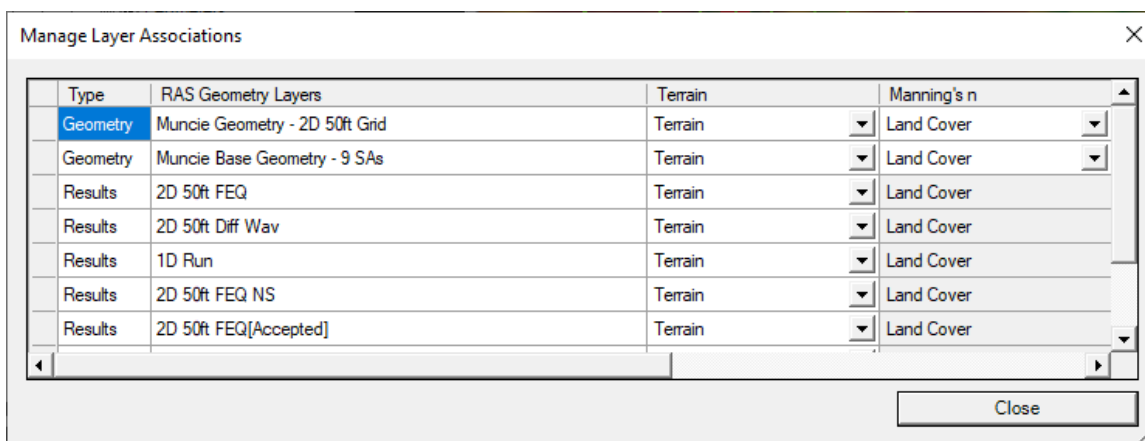 Manage Layer Associations
Type RAS Geometry Layers Terrain Manning's n
Geometry Muncie Geometry - 2D 50ft Grid Terrain Land Cover
Geometry Muncie Base Geometry - 9 SAs Terrain Land Cover
Results 2D 50ft FEQ Terrain Land Cover
Results 2D 50ft Diff Wav Terrain Land Cover
Results 1D Run Terrain Land Cover
Results 2D 50ft FEQ NS Terrain Land Cover
Results 2D 50ft FEQ[Accepted] Terrain Land Cover
Close